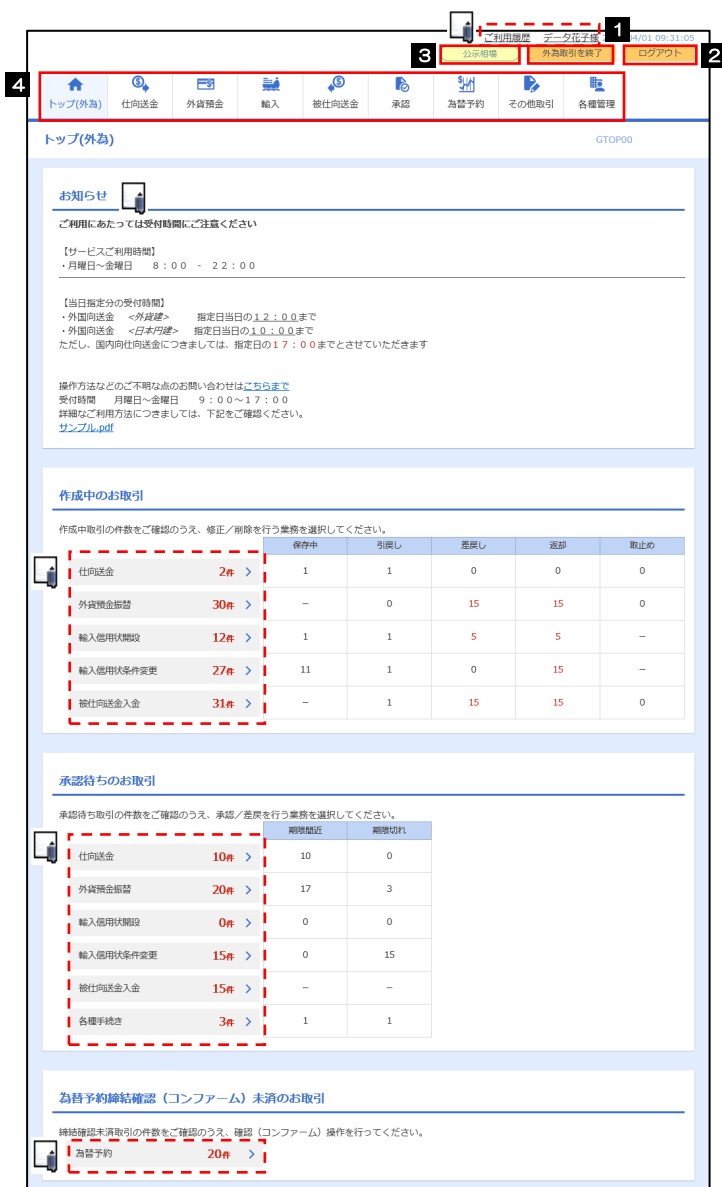 1
ご利用履歴 データ花子様
04/01 09:31:05
3 公示相場 外為取引を終了 ログアウト 2
4
トップ(外為) 仕向送金 外貨預金 輸入 被仕向送金 承認 為替予約 その他取引 各種管理
トップ(外為) GTOP00
お知らせ
ご利用にあたっては受付時間にご注意ください
【サービスご利用時間】
・月曜日～金曜日 8：00 - 22：00
【当日指定分の受付時間】
・外国向送金 <外貨建> 指定日当日の12：00まで
・外国向送金 <日本円建> 指定日当日の10：00まで
ただし、国内向仕向送金につきましては、指定日の17：00までとさせていただきます
操作方法などのご不明な点のお問い合わせはこちらまで
受付時間 月曜日～金曜日 9：00～17：00
詳細なご利用方法につきましては、下記をご確認ください。
サンプル.pdf
作成中のお取引
作成中取引の件数をご確認のうえ、修正／削除を行う業務を選択してください。
保存中 引戻し 差戻し 返却 取止め
仕向送金 2件 1 1 0 0 0
外貨預金振替 30件 － 0 15 15 0
輸入信用状開設 12件 1 1 5 5 －
輸入信用状条件変更 27件 11 1 0 15 －
被仕向送金入金 31件 － 1 15 15 0
承認待ちのお取引
承認待ち取引の件数をご確認のうえ、承認／差戻を行う業務を選択してください。
期限間近 期限切れ
仕向送金 10件 10 0
外貨預金振替 20件 17 3
輸入信用状開設 0件 0 0
輸入信用状条件変更 15件 0 15
被仕向送金入金 15件 － －
各種手続き 3件 1 1
為替予約締結確認（コンファーム）未済のお取引
締結確認未済取引の件数をご確認のうえ、確認（コンファーム）操作を行ってください。
為替予約 20件